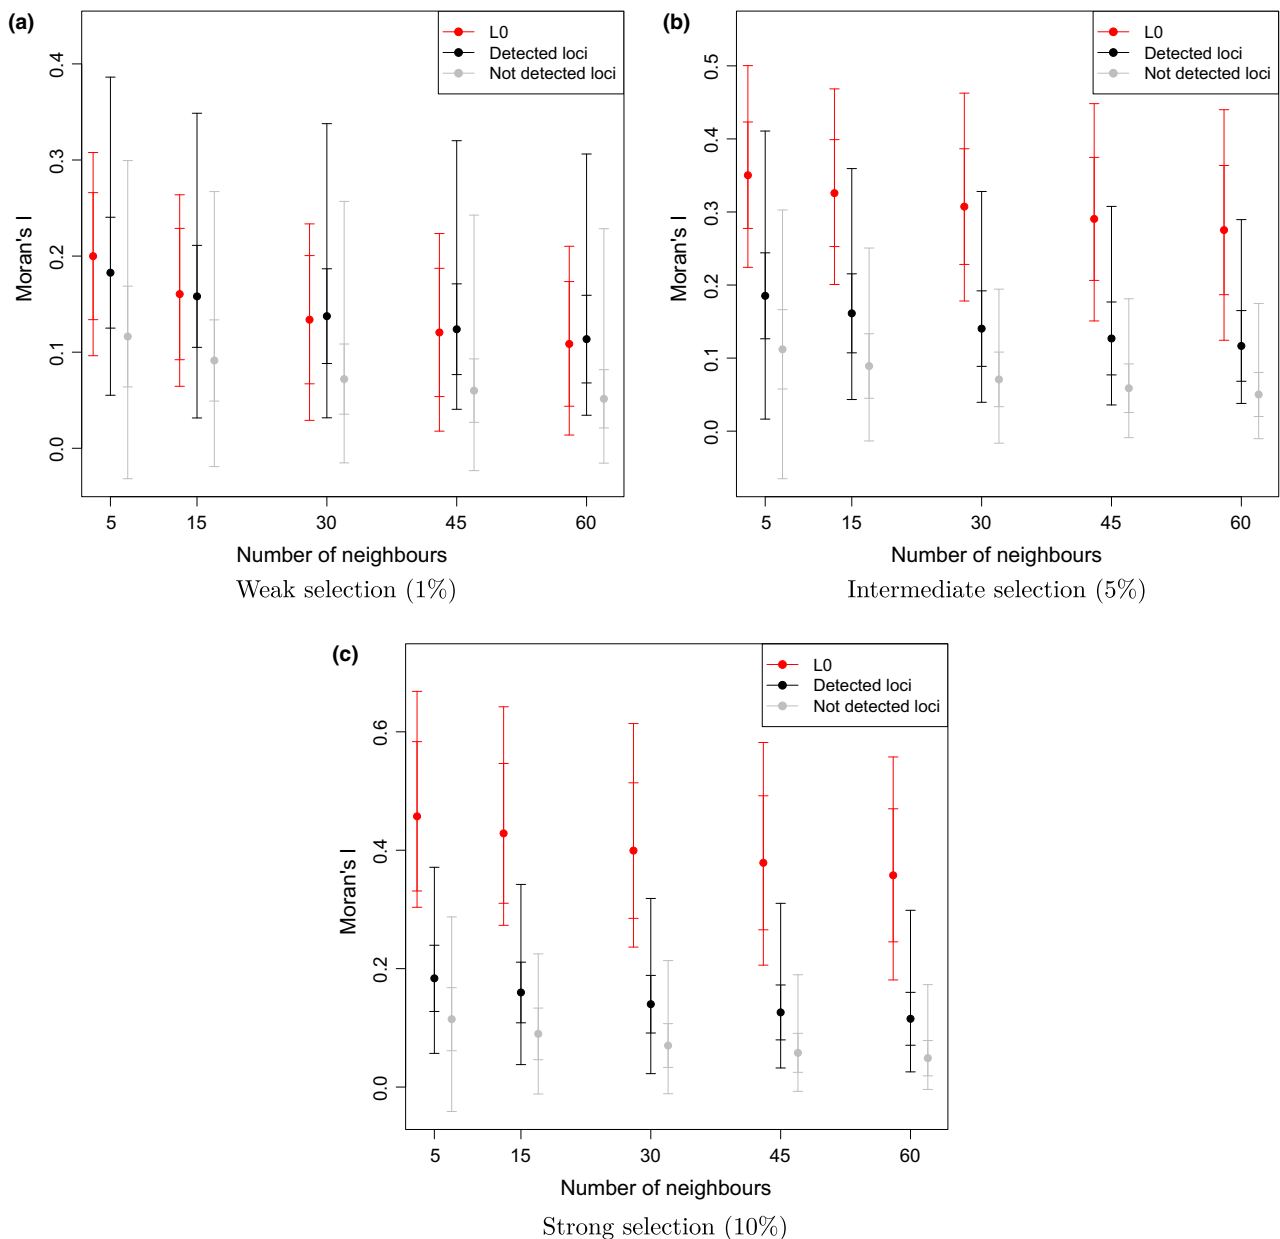 (a)
L0
Detected loci
Not detected loci
Moran's I
0.4
0.3
0.2
0.1
0.0
5 15 30 45 60
Number of neighbours
Weak selection (1%)
(b)
L0
Detected loci
Not detected loci
Moran's I
0.5
0.4
0.3
0.2
0.1
0.0
5 15 30 45 60
Number of neighbours
Intermediate selection (5%)
(c)
L0
Detected loci
Not detected loci
Moran's I
0.6
0.4
0.2
0.0
5 15 30 45 60
Number of neighbours
Strong selection (10%)